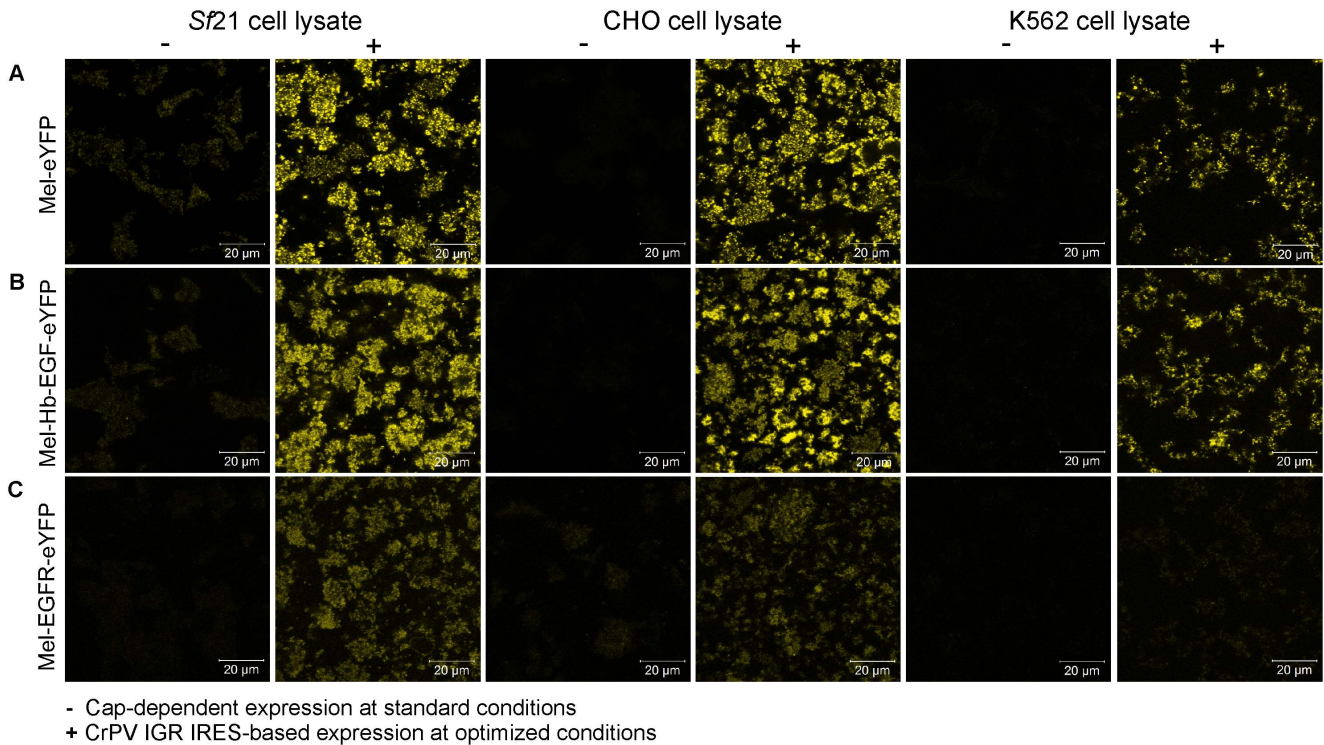 Sf21 cell lysate CHO cell lysate K562 cell lysate
- + - + - +
A
Mel-eYFP
20 µm 20 µm 20 µm 20 µm 20 µm 20 µm
B
Mel-Hb-EGF-eYFP
20 µm 20 µm 20 µm 20 µm 20 µm 20 µm
C
Mel-EGFR-eYFP
20 µm 20 µm 20 µm 20 µm 20 µm 20 µm
- Cap-dependent expression at standard conditions
+ CrPV IGR IRES-based expression at optimized conditions